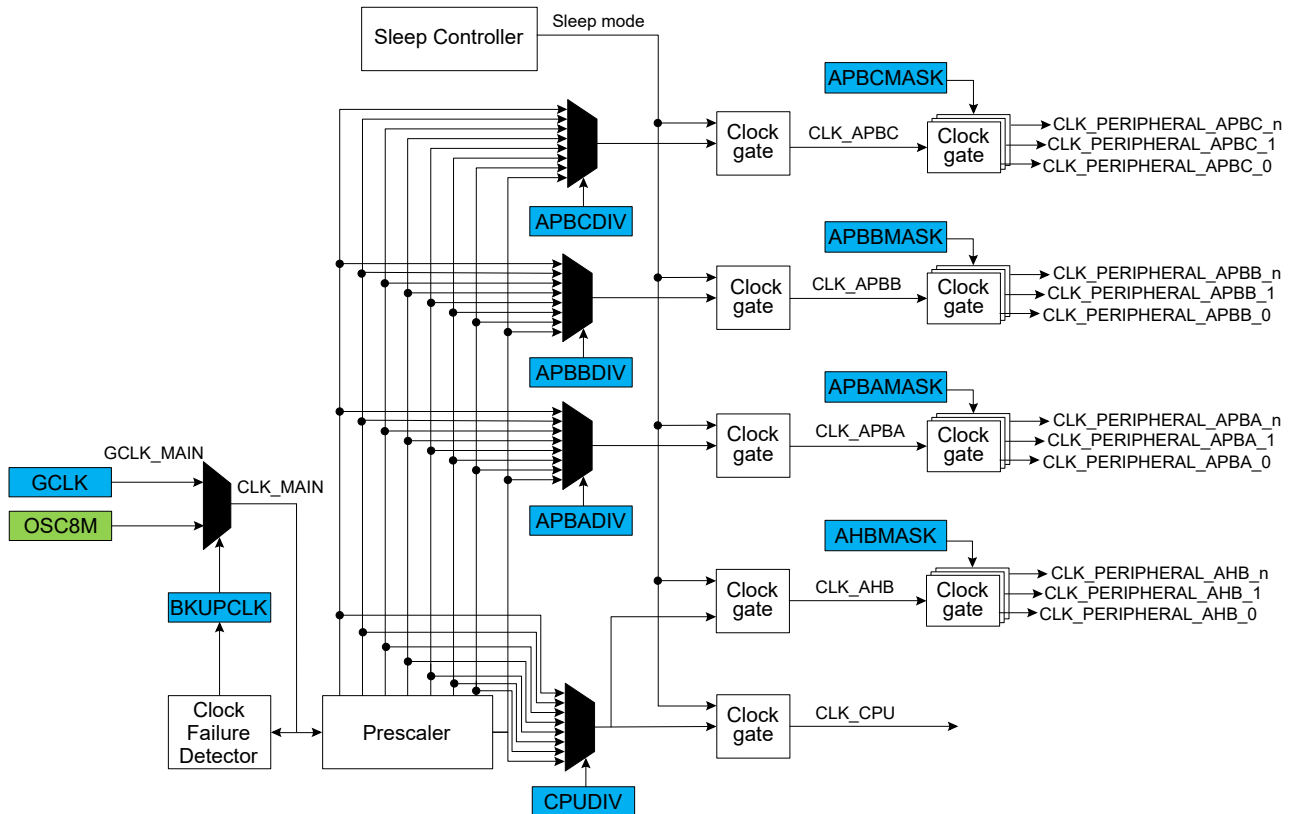 Sleep mode
Sleep Controller
APBCMASK
Clock
gate
CLK_APBC
Clock
gate
CLK_PERIPHERAL_APBC_n
CLK_PERIPHERAL_APBC_1
CLK_PERIPHERAL_APBC_0
APBCDIV
APBBMASK
Clock
gate
CLK_APBB
Clock
gate
CLK_PERIPHERAL_APBB_n
CLK_PERIPHERAL_APBB_1
CLK_PERIPHERAL_APBB_0
APBBDIV
APBAMASK
Clock
gate
CLK_APBA
Clock
gate
CLK_PERIPHERAL_APBA_n
CLK_PERIPHERAL_APBA_1
CLK_PERIPHERAL_APBA_0
GCLK_MAIN
GCLK
CLK_MAIN
OSC8M
APBADIV
AHBMASK
BKUPCLK
Clock
gate
CLK_AHB
Clock
gate
CLK_PERIPHERAL_AHB_n
CLK_PERIPHERAL_AHB_1
CLK_PERIPHERAL_AHB_0
Clock
Failure
Detector
Prescaler
Clock
gate
CLK_CPU
CPUDIV